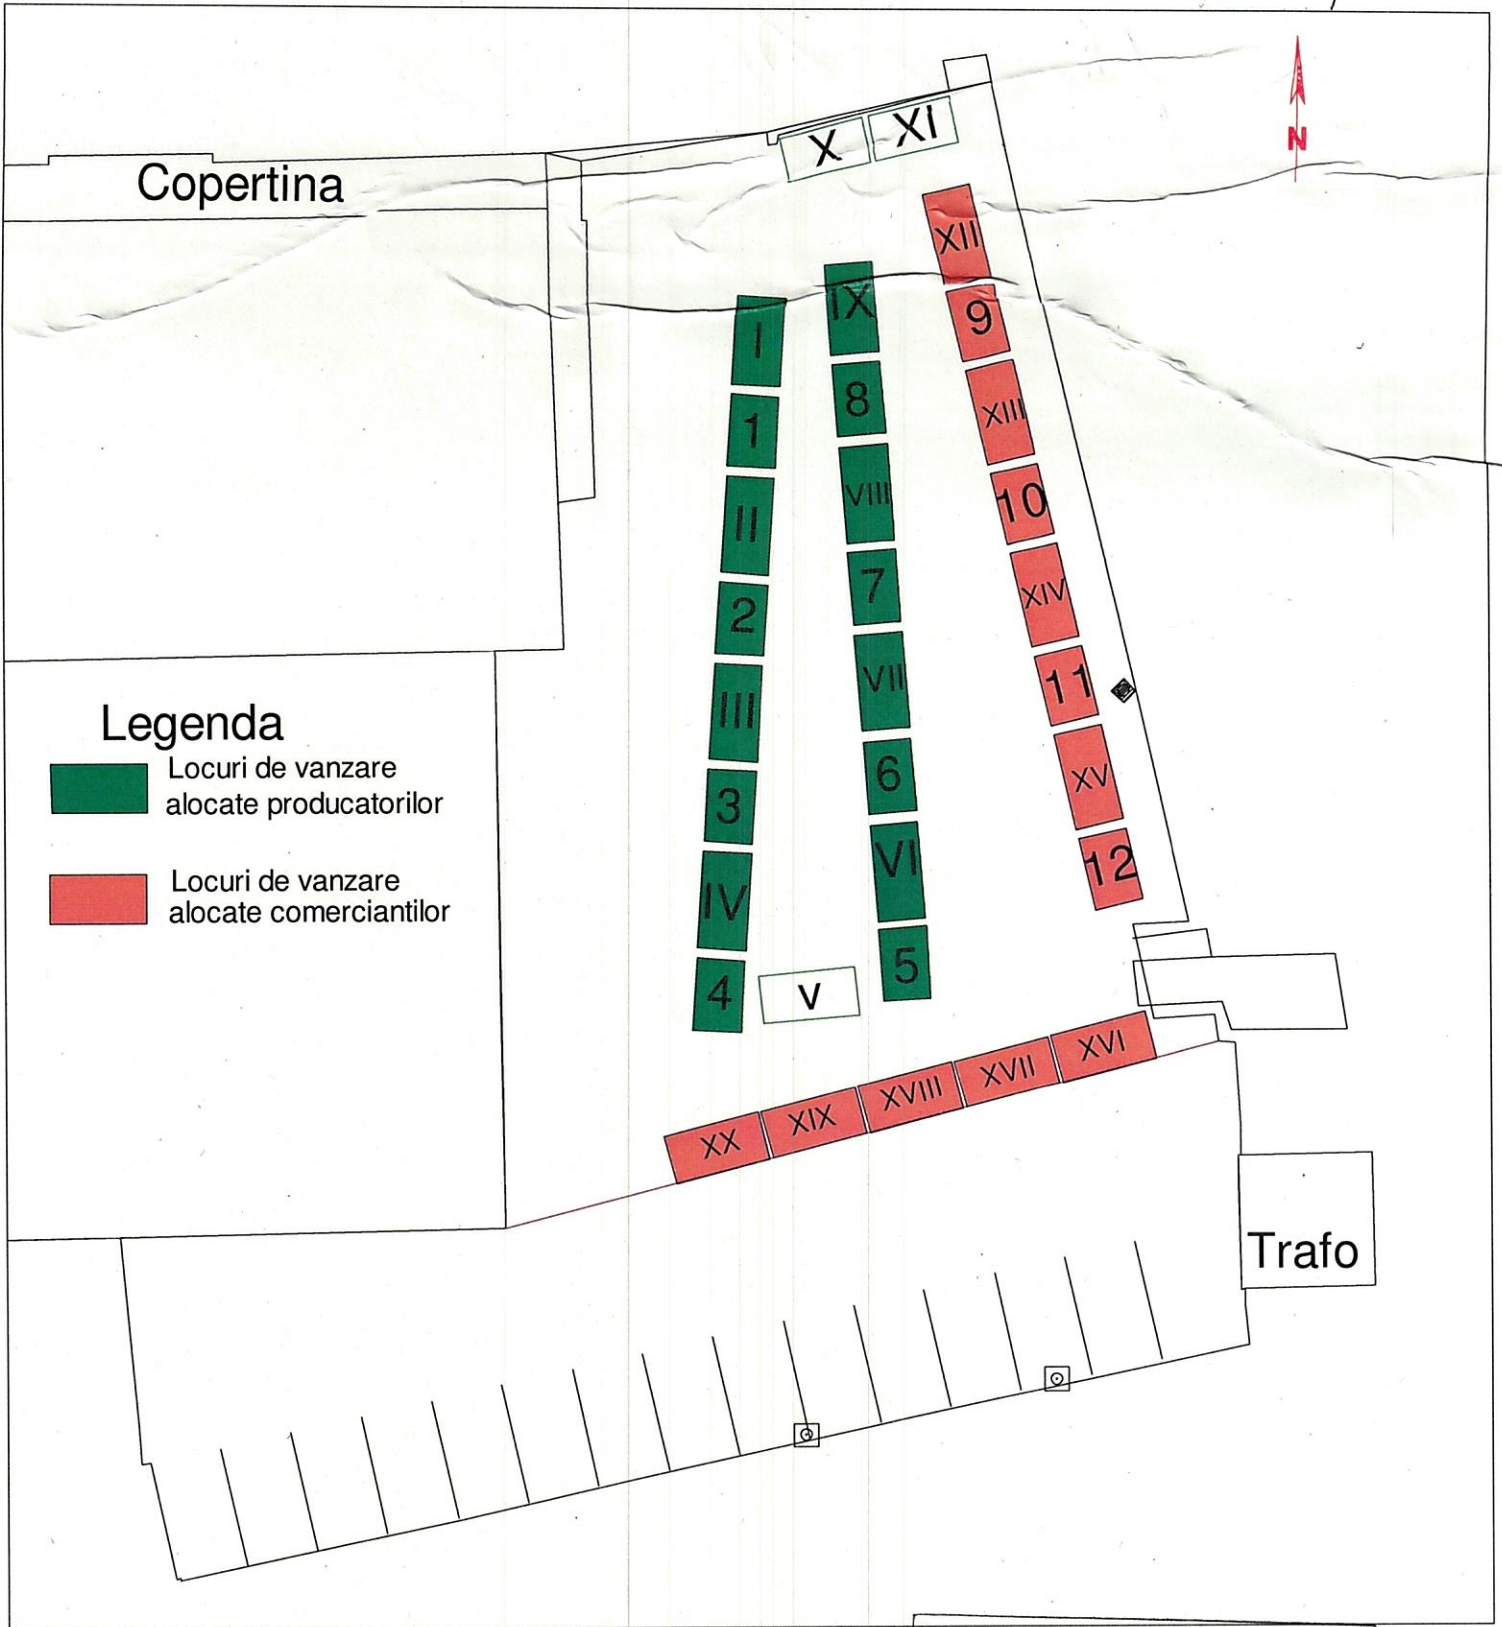 N
X
XI
Copertina
XII
IX
I
9
8
1
XIII
VIII
10
II
7
XIV
2
VII
11
III
Legenda
Locuri de vanzare
alocate producatorilor
6
XV
3
VI
12
Locuri de vanzare
alocate comerciantilor
IV
5
4
V
XVI
XVII
XVIII
XIX
XX
Trafo